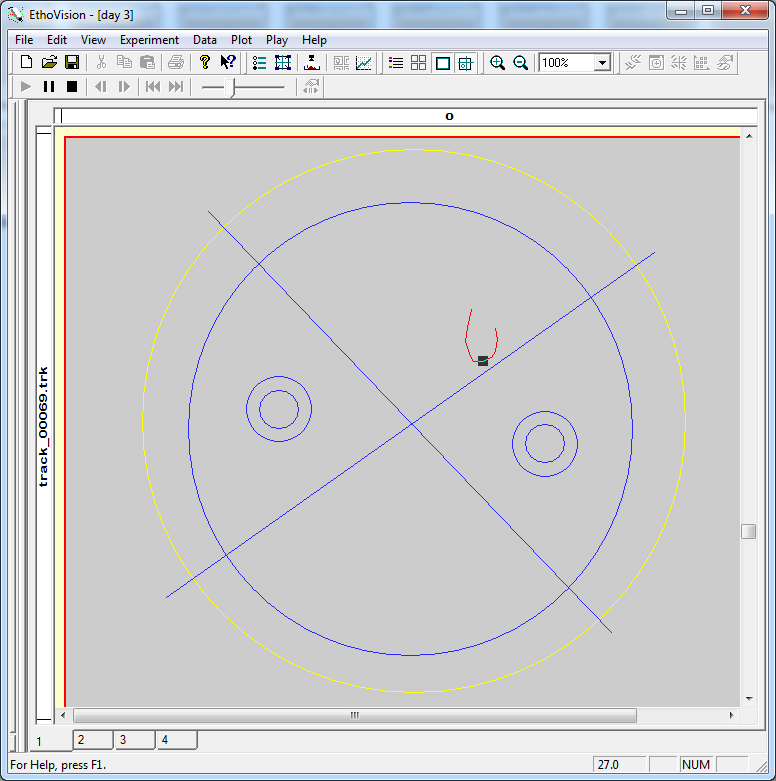 EthoVision - [day 3]
File Edit View Experiment Data Plot Play Help
100%
o
track_00069.trk
1 2 3 4
For Help, press F1.
27.0 NUM